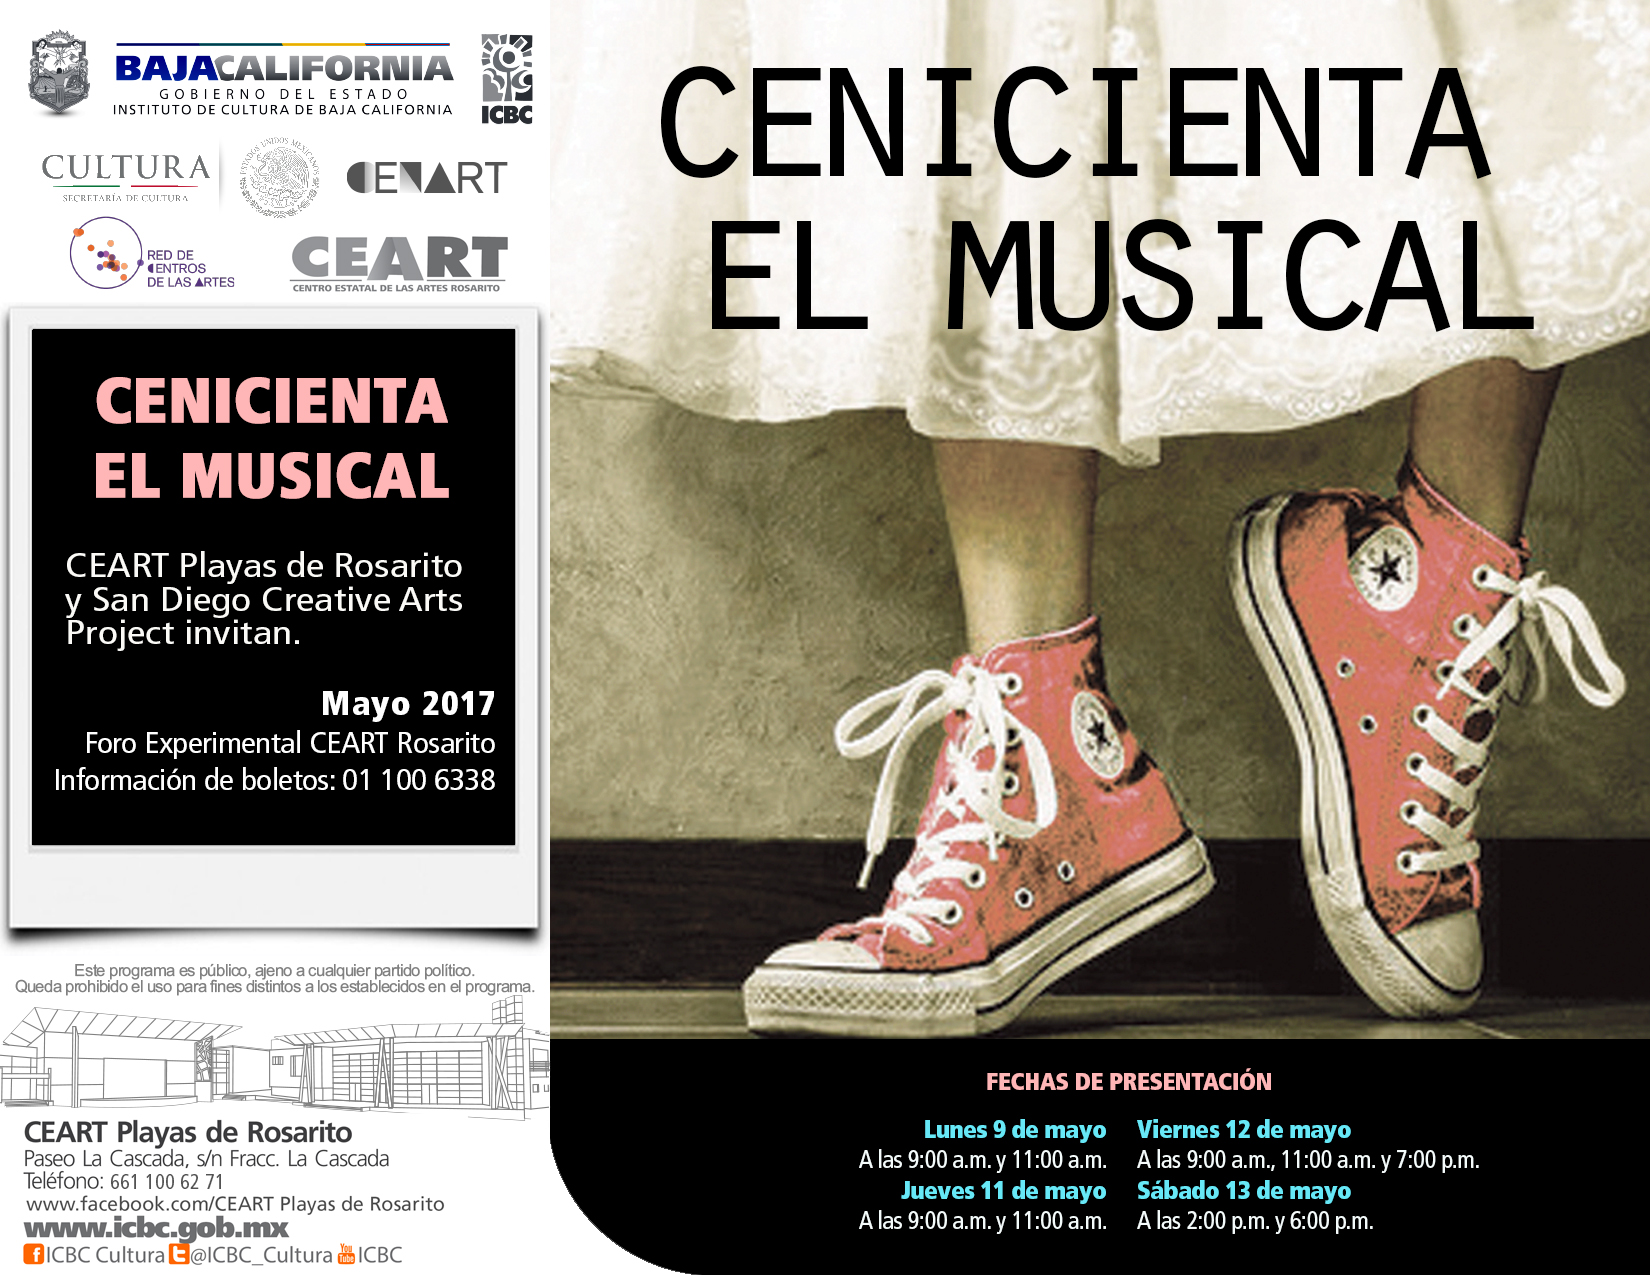 BAJACALIFORNIA
GOBIERNO DEL ESTADO
INSTITUTO DE CULTURA DE BAJA CALIFORNIA
ICBC
CULTURA
SECRETARÍA DE CULTURA
ESTADOS UNIDOS MEXICANOS
CENART
RED DE
CENTROS
DE LAS ARTES
CEART
CENTRO ESTATAL DE LAS ARTES ROSARITO
CENICIENTA
EL MUSICAL
CEART Playas de Rosarito
y San Diego Creative Arts
Project invitan.
Mayo 2017
Foro Experimental CEART Rosarito
Información de boletos: 01 100 6338
Este programa es público, ajeno a cualquier partido político.
Queda prohibido el uso para fines distintos a los establecidos en el programa.
CEART Playas de Rosarito
Paseo La Cascada, s/n Fracc. La Cascada
Teléfono: 661 100 62 71
www.facebook.com/CEART Playas de Rosarito
www.icbc.gob.mx
ICBC Cultura @ICBC_Cultura You Tube ICBC
CENICIENTA
EL MUSICAL
FECHAS DE PRESENTACIÓN
Lunes 9 de mayo
A las 9:00 a.m. y 11:00 a.m.
Jueves 11 de mayo
A las 9:00 a.m. y 11:00 a.m.
Viernes 12 de mayo
A las 9:00 a.m., 11:00 a.m. y 7:00 p.m.
Sábado 13 de mayo
A las 2:00 p.m. y 6:00 p.m.